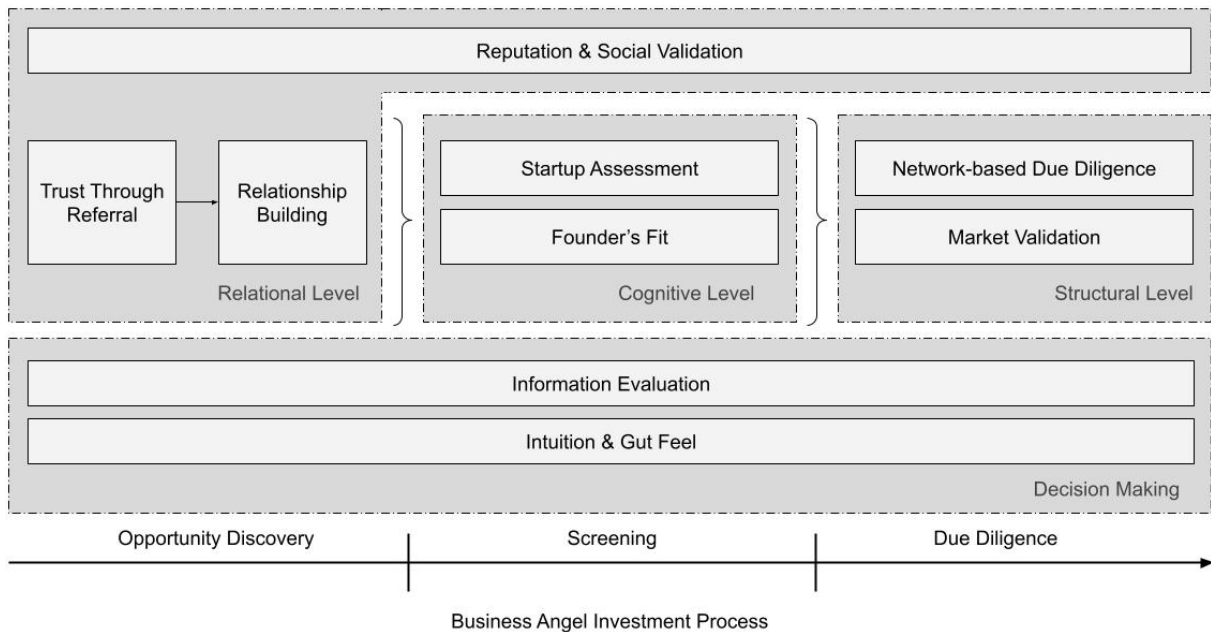 Reputation & Social Validation
Trust Through
Referral
Relationship
Building
Relational Level
Startup Assessment
Founder’s Fit
Cognitive Level
Network-based Due Diligence
Market Validation
Structural Level
Information Evaluation
Intuition & Gut Feel
Decision Making
Opportunity Discovery
Screening
Due Diligence
Business Angel Investment Process